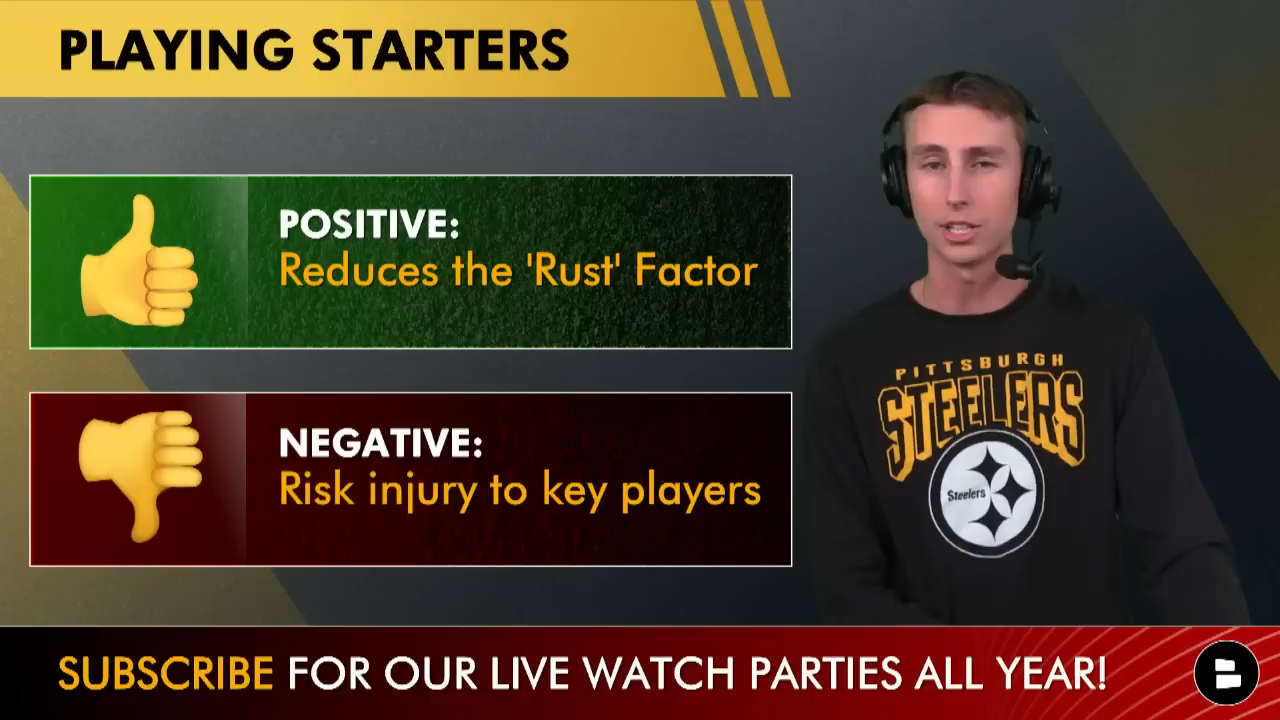 PLAYING STARTERS
POSITIVE:
Reduces the 'Rust' Factor
NEGATIVE:
Risk injury to key players
PITTSBURGH
STEELERS
Steelers
SUBSCRIBE FOR OUR LIVE WATCH PARTIES ALL YEAR!